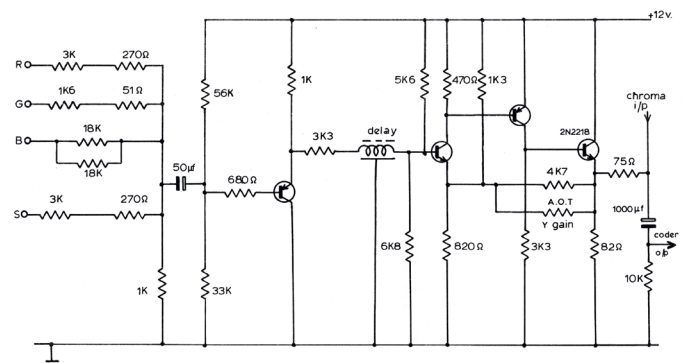 +12v.
R 3K 270Ω
G 1K6 51Ω
B 18K
18K
S 3K 270Ω
1K
50µf
56K
680Ω
33K
1K
3K3
delay
5K6
470Ω
1K3
6K8
820Ω
4K7
A.O.T
Y gain
3K3
2N2218
82Ω
75Ω
chroma
i/p
1000µf
coder
o/p
10K